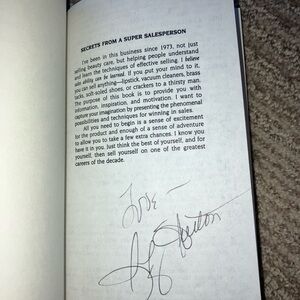 SECRETS FROM A SUPER SALESPERSON
I've been in this business since 1973, not just
selling beauty care, but helping people understand
and learn the techniques of effective selling. I believe
sales ability can be learned. If you put your mind to it,
you can sell anything—lipstick, vacuum cleaners, brass
tacks, soft-soled shoes, or crackers to a thirsty man.
The purpose of this book is to provide you with
information, inspiration, and motivation. I want to
capture your imagination by presenting the phenomenal
possibilities and techniques for winning in sales.
All you need to begin is a sense of excitement
for the product and enough of a sense of adventure
to allow you to take a few extra chances. I know you
have it in you. Just think the best of yourself, and for
yourself, then sell yourself on one of the greatest
careers of the decade.
Love